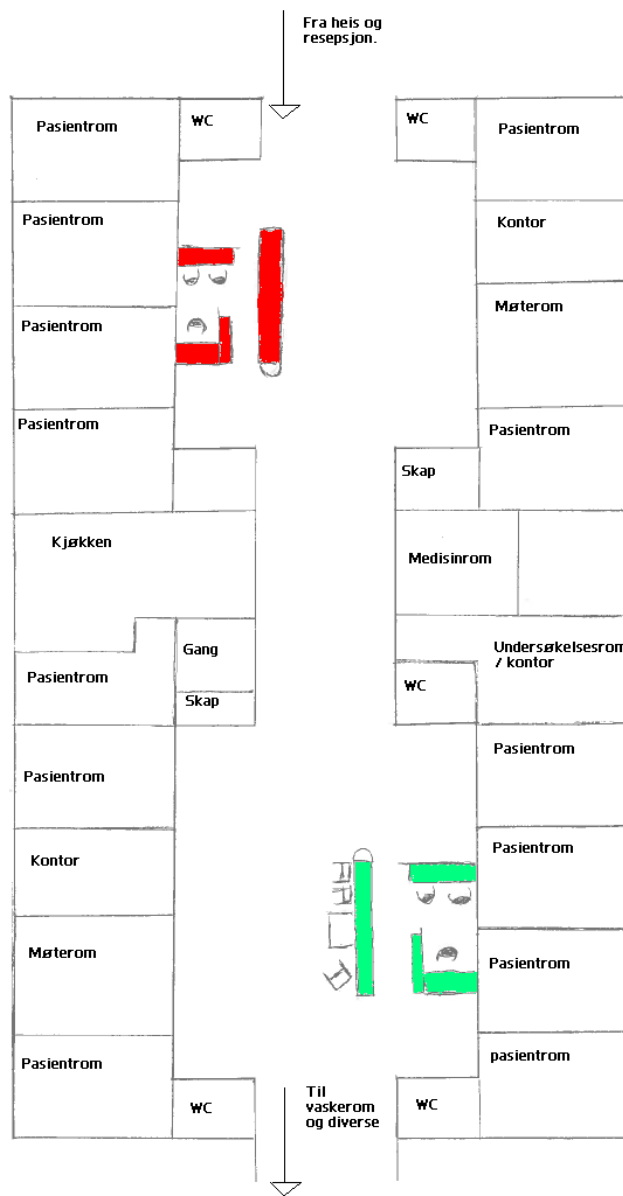 Fra heis og
resepsjon.
Pasientrom
WC
WC
Pasientrom
Pasientrom
Kontor
Pasientrom
Møterom
Pasientrom
Pasientrom
Skap
Kjøkken
Medisinrom
Gang
Undersøkelsesrom
/ kontor
Pasientrom
WC
Skap
Pasientrom
Pasientrom
Pasientrom
Kontor
Møterom
Pasientrom
Pasientrom
pasientrom
WC
Til
vaskerom
og diverse
WC